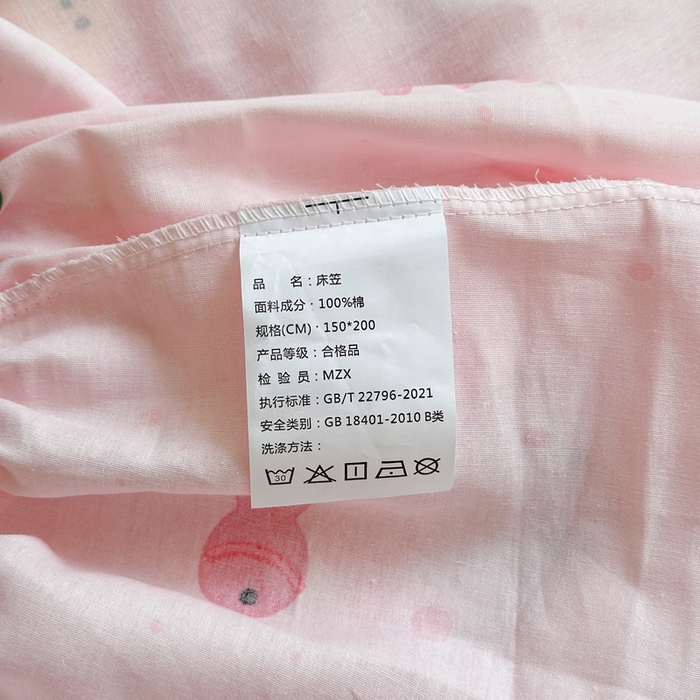 品 名：床笠
面料成分：100%棉
规格(CM)：150*200
产品等级：合格品
检 验 员：MZX
执行标准：GB/T 22796-2021
安全类别：GB 18401-2010 B类
洗涤方法：
30